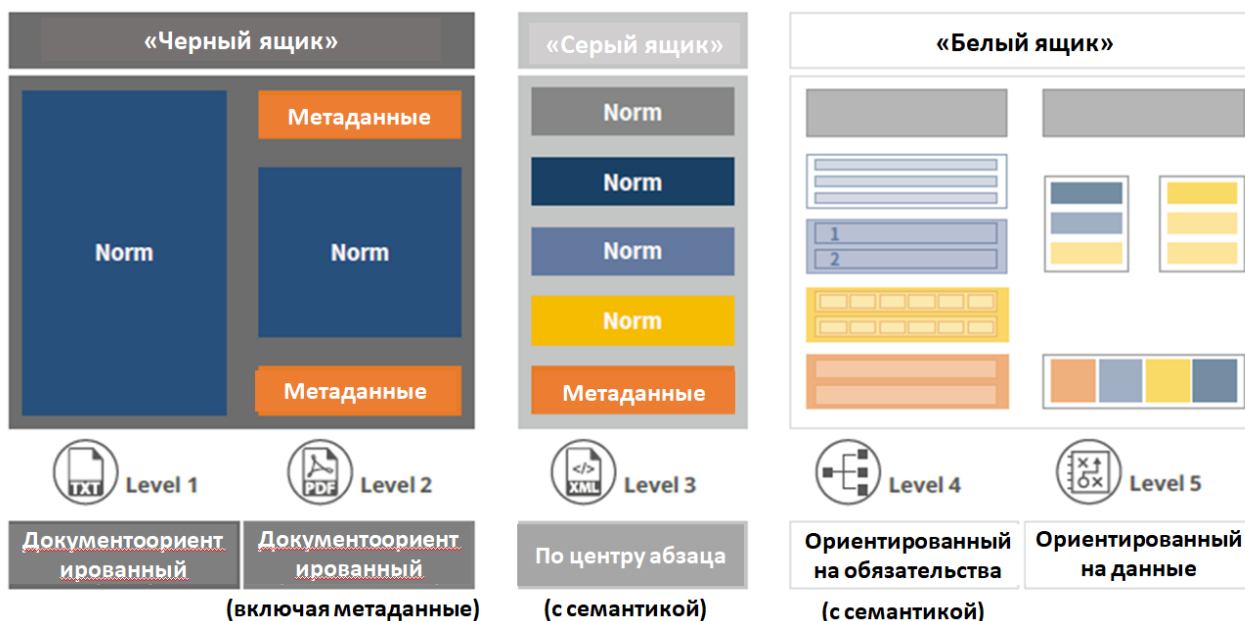 «Черный ящик»
«Серый ящик»
«Белый ящик»
Norm
Метаданные
Norm
Метаданные
Norm
Norm
Norm
Norm
Метаданные
1
2
TXT
Level 1
PDF
Level 2
</>
XML
Level 3
Level 4
Level 5
Документоориент
ированный
Документоориент
ированный
(включая метаданные)
По центру абзаца
(с семантикой)
Ориентированный
на обязательства
(с семантикой)
Ориентированный
на данные